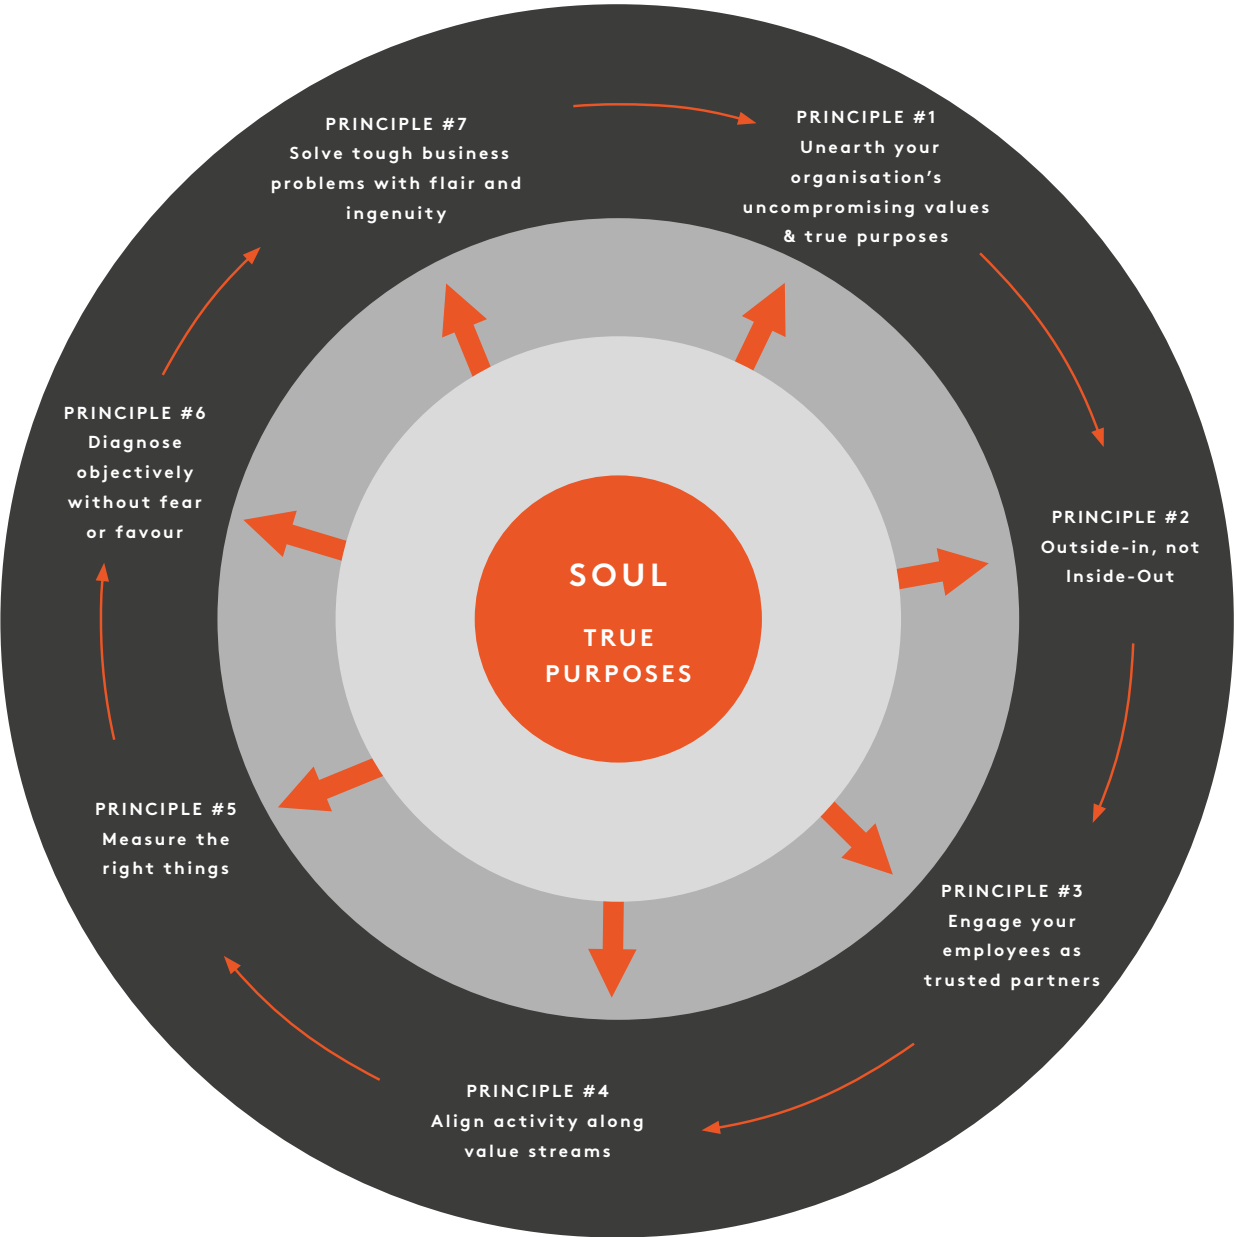 PRINCIPLE #1
Unearth your
organisation’s
uncompromising values
& true purposes
PRINCIPLE #2
Outside-in, not
Inside-Out
PRINCIPLE #3
Engage your
employees as
trusted partners
PRINCIPLE #4
Align activity along
value streams
PRINCIPLE #5
Measure the
right things
PRINCIPLE #6
Diagnose
objectively
without fear
or favour
PRINCIPLE #7
Solve tough business
problems with flair and
ingenuity
SOUL
TRUE
PURPOSES